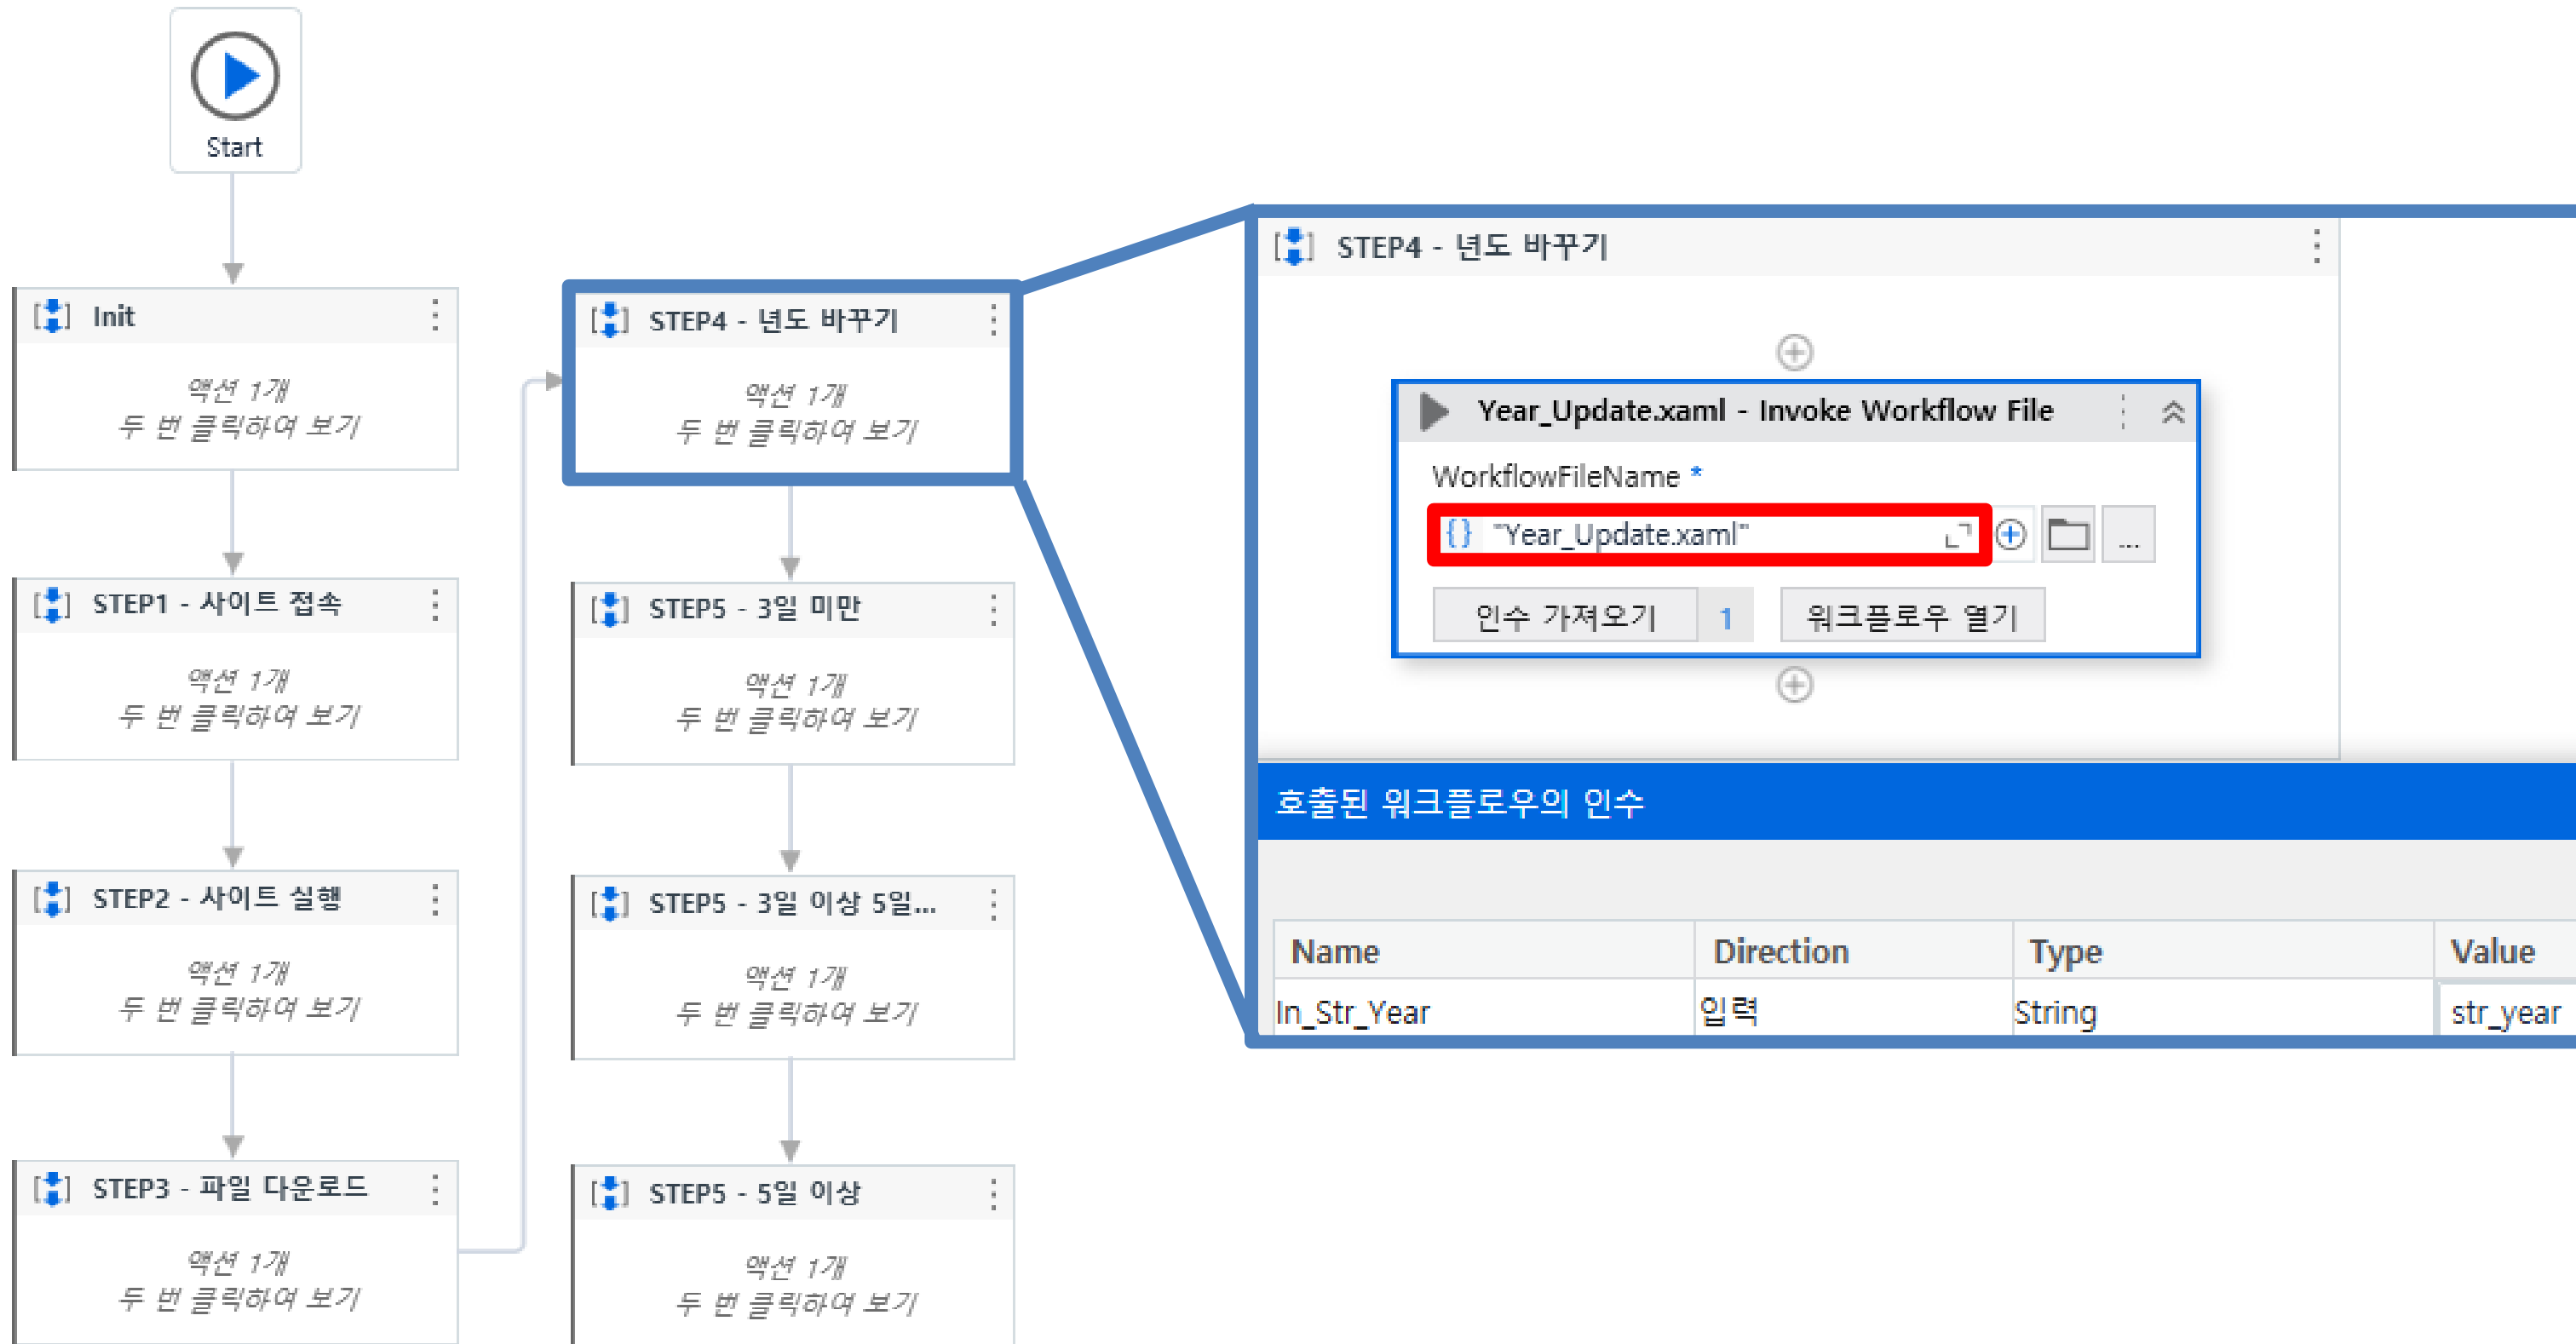 Start
Init
액션 1개
두 번 클릭하여 보기
STEP1 - 사이트 접속
액션 1개
두 번 클릭하여 보기
STEP2 - 사이트 실행
액션 1개
두 번 클릭하여 보기
STEP3 - 파일 다운로드
액션 1개
두 번 클릭하여 보기
STEP4 - 년도 바꾸기
액션 1개
두 번 클릭하여 보기
STEP5 - 3일 미만
액션 1개
두 번 클릭하여 보기
STEP5 - 3일 이상 5일...
액션 1개
두 번 클릭하여 보기
STEP5 - 5일 이상
액션 1개
두 번 클릭하여 보기
STEP4 - 년도 바꾸기
Year_Update.xaml - Invoke Workflow File
WorkflowFileName *
{} "Year_Update.xaml" ...
인수 가져오기 1 워크플로우 열기
호출된 워크플로우의 인수
Name Direction Type Value
In_Str_Year 입력 String str_year